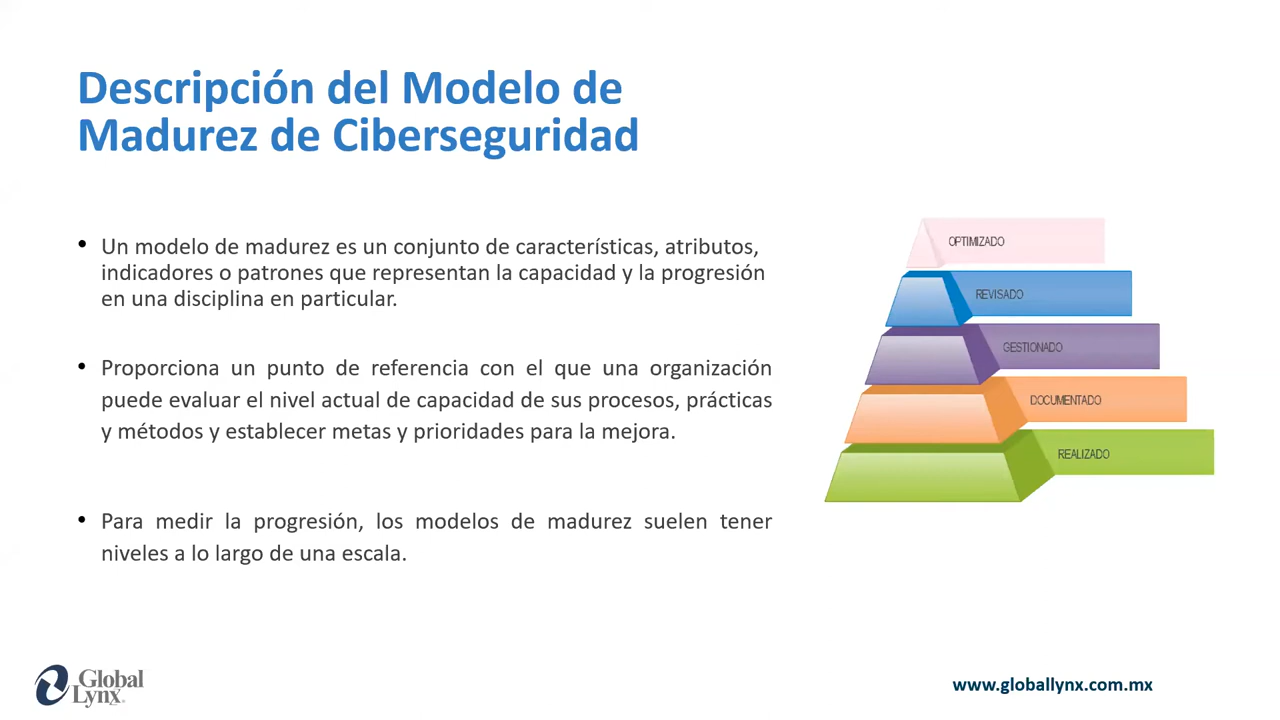 Descripción del Modelo de
Madurez de Ciberseguridad
• Un modelo de madurez es un conjunto de características, atributos,
indicadores o patrones que representan la capacidad y la progresión
en una disciplina en particular.
• Proporciona un punto de referencia con el que una organización
puede evaluar el nivel actual de capacidad de sus procesos, prácticas
y métodos y establecer metas y prioridades para la mejora.
• Para medir la progresión, los modelos de madurez suelen tener
niveles a lo largo de una escala.
OPTIMIZADO
REVISADO
GESTIONADO
DOCUMENTADO
REALIZADO
Global
Lynx
www.globallynx.com.mx